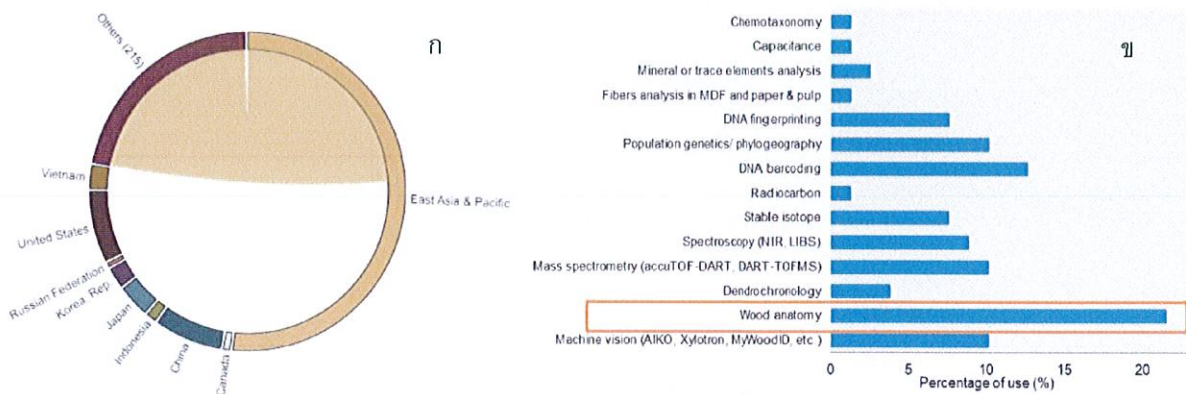 ก
Others (215)
Vietnam
United States
Russian Federation
Korea, Rep.
Japan
Indonesia
China
Canada
East Asia & Pacific
ข
Chemotaxonomy
Capacitance
Mineral or trace elements analysis
Fibers analysis in MDF and paper & pulp
DNA fingerprinting
Population genetics/ phylogeography
DNA barcoding
Radiocarbon
Stable isotope
Spectroscopy (NIR, LIBS)
Mass spectrometry (accuTOF-DART, DART-TOFMS)
Dendrochronology
Wood anatomy
Machine vision (AIKO, Xylotron, MyWoodID, etc.)
0 5 10 15 20
Percentage of use (%)